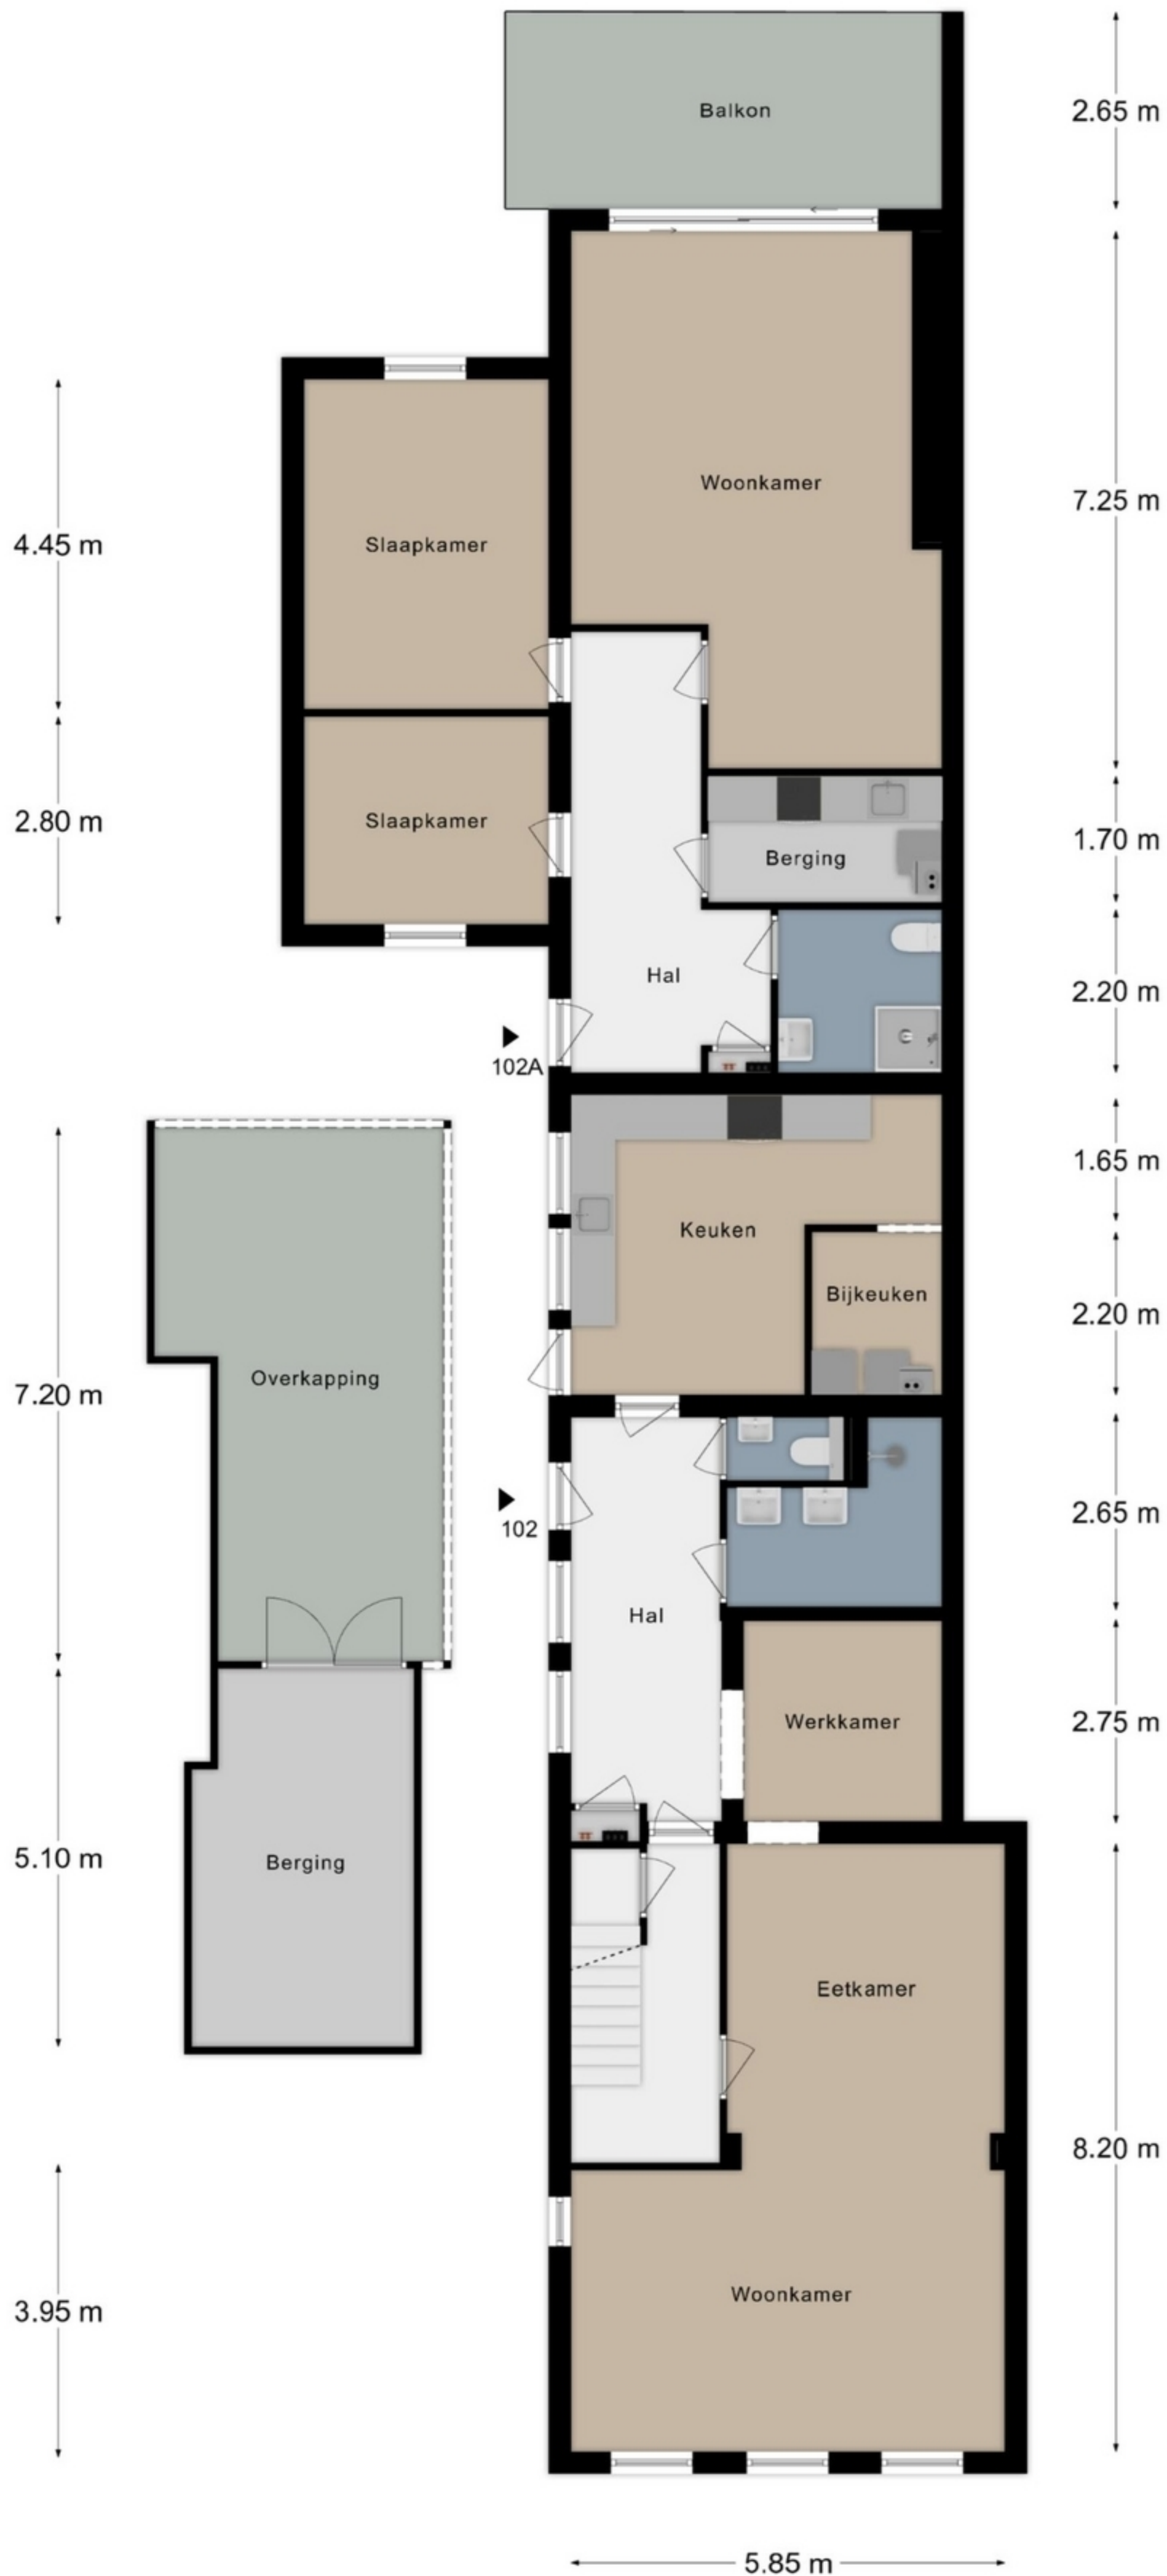 Balkon
2.65 m
Woonkamer
7.25 m
Slaapkamer
4.45 m
Slaapkamer
2.80 m
Berging
1.70 m
Hal
2.20 m
102A
1.65 m
Keuken
Bijkeuken
2.20 m
Overkapping
7.20 m
102
2.65 m
Hal
Werkkamer
2.75 m
Berging
5.10 m
Eetkamer
8.20 m
Woonkamer
3.95 m
5.85 m